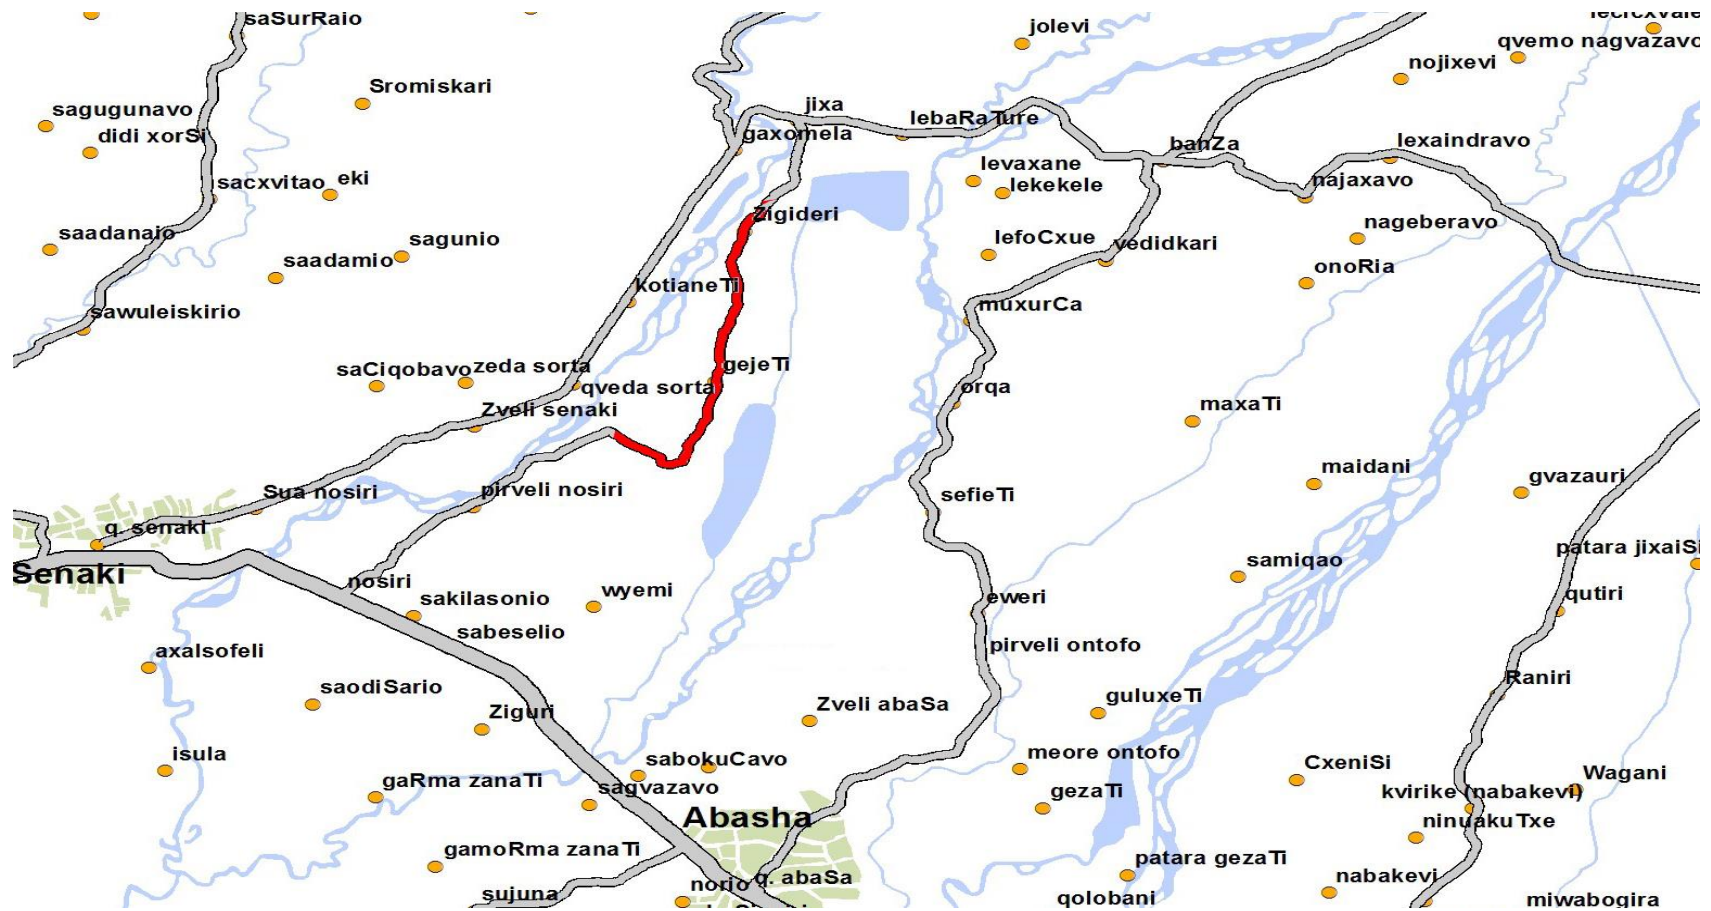 saSurRaio
jolevi
qvemo nagvazavo
nojixevi
Sromiskari
sagugunavo
didi xorSi
jixa
gaxomela
lebaRaTure
banZa
lexaindravo
levaxane
lekekele
najaxavo
sacxvitao
eki
Zigideri
nageberavo
saadanaio
sagunio
saadamio
lefoCxue
vedidkari
onoRia
kotianeTi
muxurCa
sawuleiskirio
saCiqobavo
zeda sorta
gejeTi
qveda sorta
orqa
Zveli senaki
maxaTi
maidani
gvazauri
Sua nosiri
pirveli nosiri
sefieTi
q. senaki
patara jixaiSi
Senaki
nosiri
samiqao
sakilasonio
wyemi
eweri
qutiri
sabeselio
axalsofeli
pirveli ontofo
saodiSario
Raniri
Ziguri
Zveli abaSa
guluxeTi
isula
sabokuCavo
meore ontofo
CxeniSi
Wagani
gaRma zanaTi
sagvazavo
gezaTi
kvirike (nabakevi)
Abasha
ninuakuTxe
gamoRma zanaTi
patara gezaTi
norio
q. abaSa
nabakevi
sujuna
qolobani
miwabogira